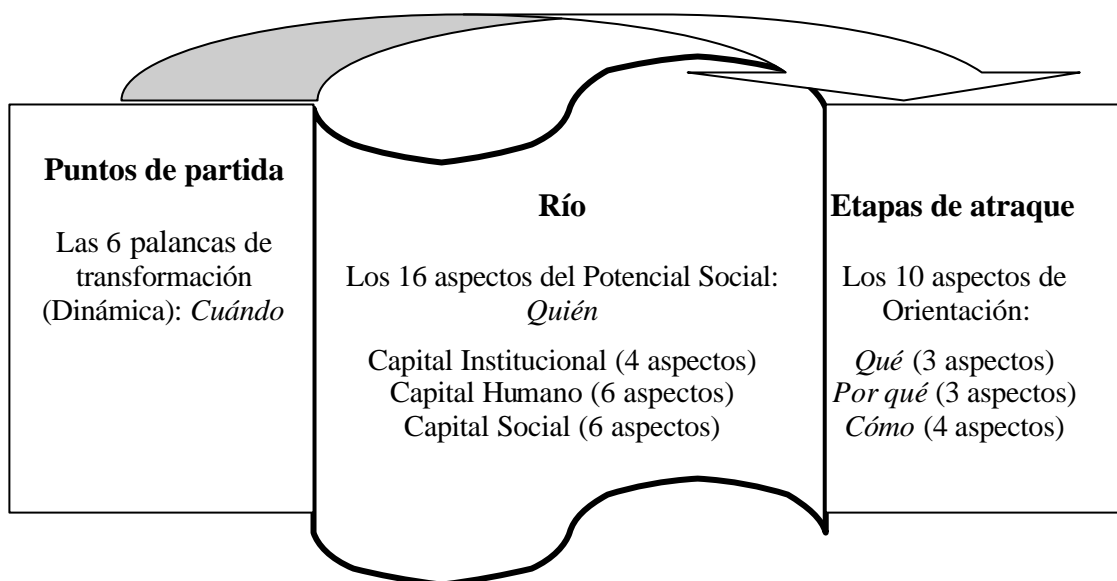 Puntos de partida
Las 6 palancas de
transformación
(Dinámica): Cuándo
Río
Los 16 aspectos del Potencial Social:
Quién
Capital Institucional (4 aspectos)
Capital Humano (6 aspectos)
Capital Social (6 aspectos)
Etapas de atraque
Los 10 aspectos de
Orientación:
Qué (3 aspectos)
Por qué (3 aspectos)
Cómo (4 aspectos)